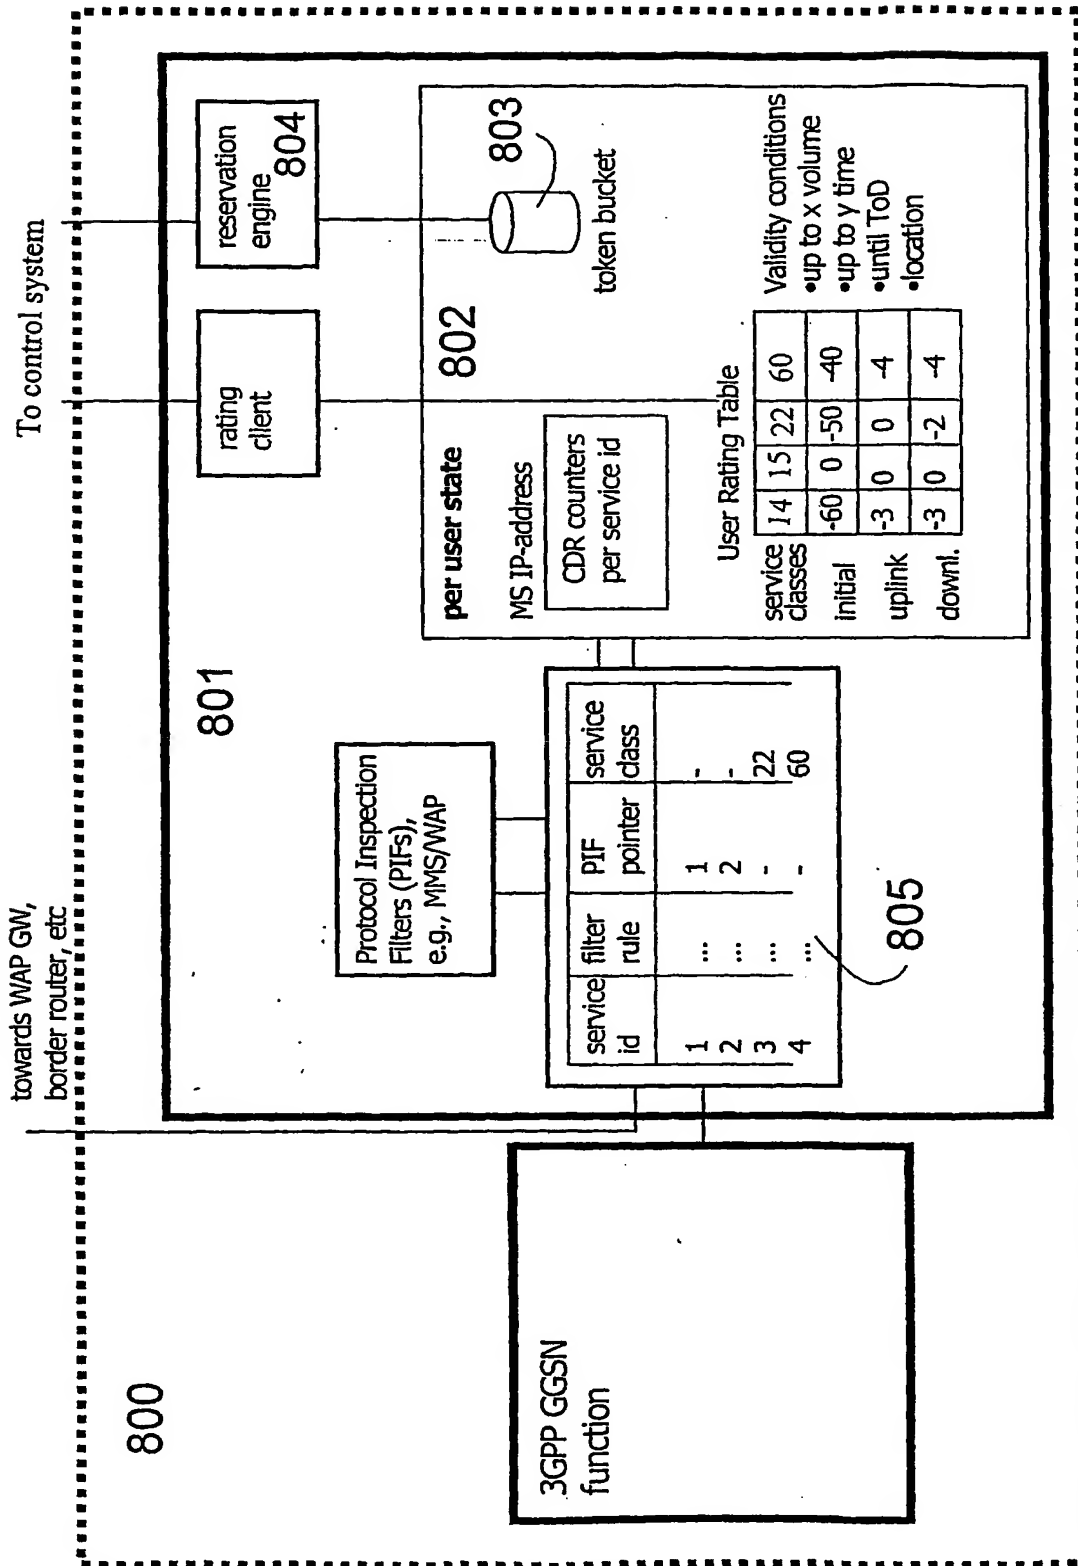 To control system
towards WAP GW,
border router, etc
800
801
rating
client
reservation
engine
804
Protocol Inspection
Filters (PIFs),
e.g., MMS/WAP
per user state
802
803
token bucket
MS IP-address
CDR counters
per service id
User Rating Table
service classes 14 15 22 60
initial -60 0 -50 -40
uplink -3 0 0 -4
downl. -3 0 -2 -4
Validity conditions
•up to x volume
•up to y time
•until ToD
•location
service id filter rule PIF pointer service class
1 ... 1 -
2 ... 2 -
3 ... - 22
4 ... - 60
805
3GPP GGSN
function